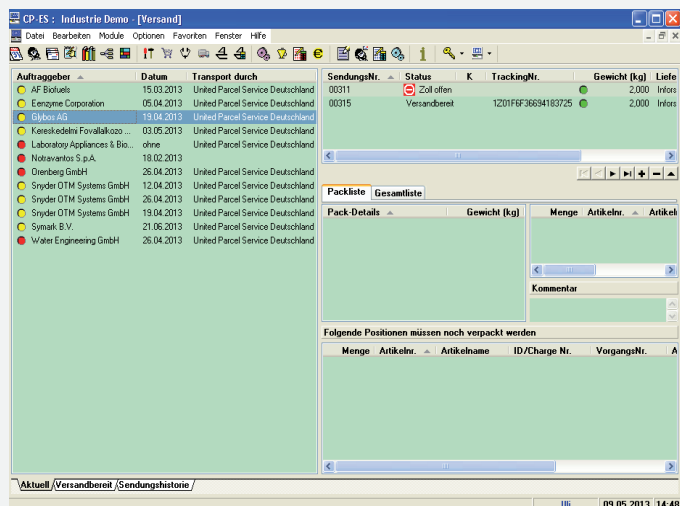 CP-ES : Industrie Demo - [Versand]
Datei Bearbeiten Module Optionen Favoriten Fenster Hilfe
Auftraggeber Datum Transport durch
AF Biofuels 15.03.2013 United Parcel Service Deutschland
Eenzyme Corporation 05.04.2013 United Parcel Service Deutschland
Glybos AG 19.04.2013 United Parcel Service Deutschland
Kereskedelmi Fovallalkozo ... 03.05.2013 United Parcel Service Deutschland
Laboratory Appliances & Bio... ohne United Parcel Service Deutschland
Notravantos S.p.A. 18.02.2013
Orenberg GmbH 26.04.2013 United Parcel Service Deutschland
Snyder OTM Systems GmbH 12.04.2013 United Parcel Service Deutschland
Snyder OTM Systems GmbH 26.04.2013 United Parcel Service Deutschland
Snyder OTM Systems GmbH 19.04.2013 United Parcel Service Deutschland
Symark B.V. 21.06.2013 United Parcel Service Deutschland
Water Engineering GmbH 26.04.2013 United Parcel Service Deutschland
SendungsNr. Status K TrackingNr. Gewicht (kg) Liefe
00311 Zoll offen 2,000 Infors
00315 Versandbereit 1Z01F6F36694183725 2,000 Infors
Packliste Gesamtliste
Pack-Details Gewicht (kg)
Menge Artikelnr. Artikeln
Kommentar
Folgende Positionen müssen noch verpackt werden
Menge Artikelnr. Artikelname ID/Charge Nr. VorgangsNr. A
Aktuell Versandbereit Sendungshistorie
Ulli 09.05.2013 14:48